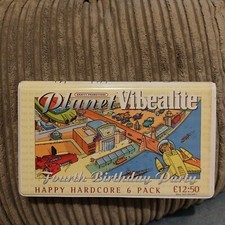 Planet Vibealite
Fourth Birthday Party
HAPPY HARDCORE 6 PACK £12:50